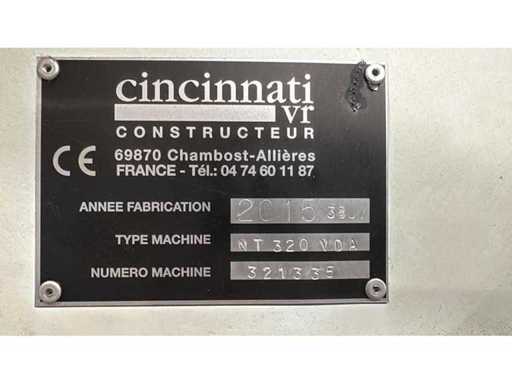 cincinnati
vr
CONSTRUCTEUR
69870 Chambost-Allières
CE FRANCE - Tél.: 04 74 60 11 87
ANNEE FABRICATION 2015
TYPE MACHINE NT 320 VDA
NUMERO MACHINE 321335